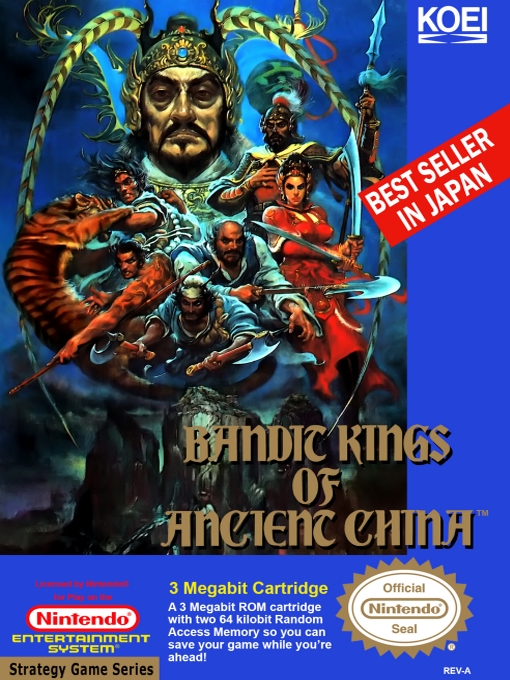 KOEI
BEST SELLER
IN JAPAN
BANDIT KINGS
OF
ANCIENT CHINA™
Licensed by Nintendo®
for Play on the
Nintendo®
ENTERTAINMENT
SYSTEM®
Strategy Game Series
3 Megabit Cartridge
A 3 Megabit ROM cartridge
with two 64 kilobit Random
Access Memory so you can
save your game while you're
ahead!
Official
Nintendo®
Seal
®
REV-A